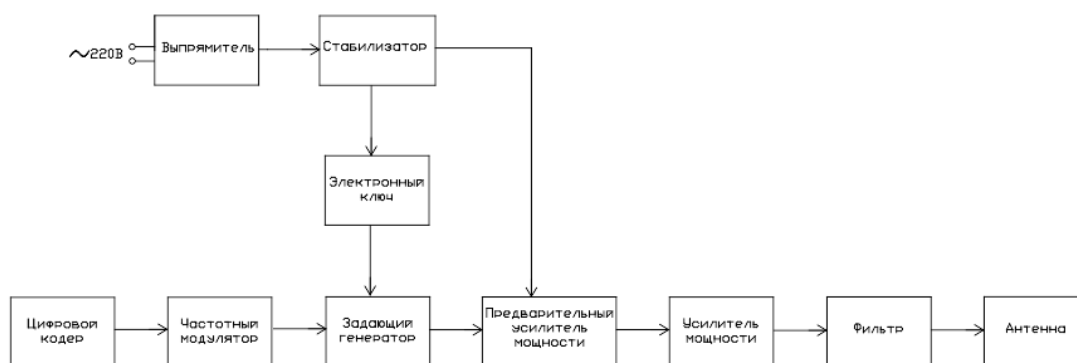 ~220В
Выпрямитель
Стабилизатор
Электронный
ключ
Цифровой
кодер
Частотный
модулятор
Задающий
генератор
Предварительный
усилитель
мощности
Усилитель
мощности
Фильтр
Антенна